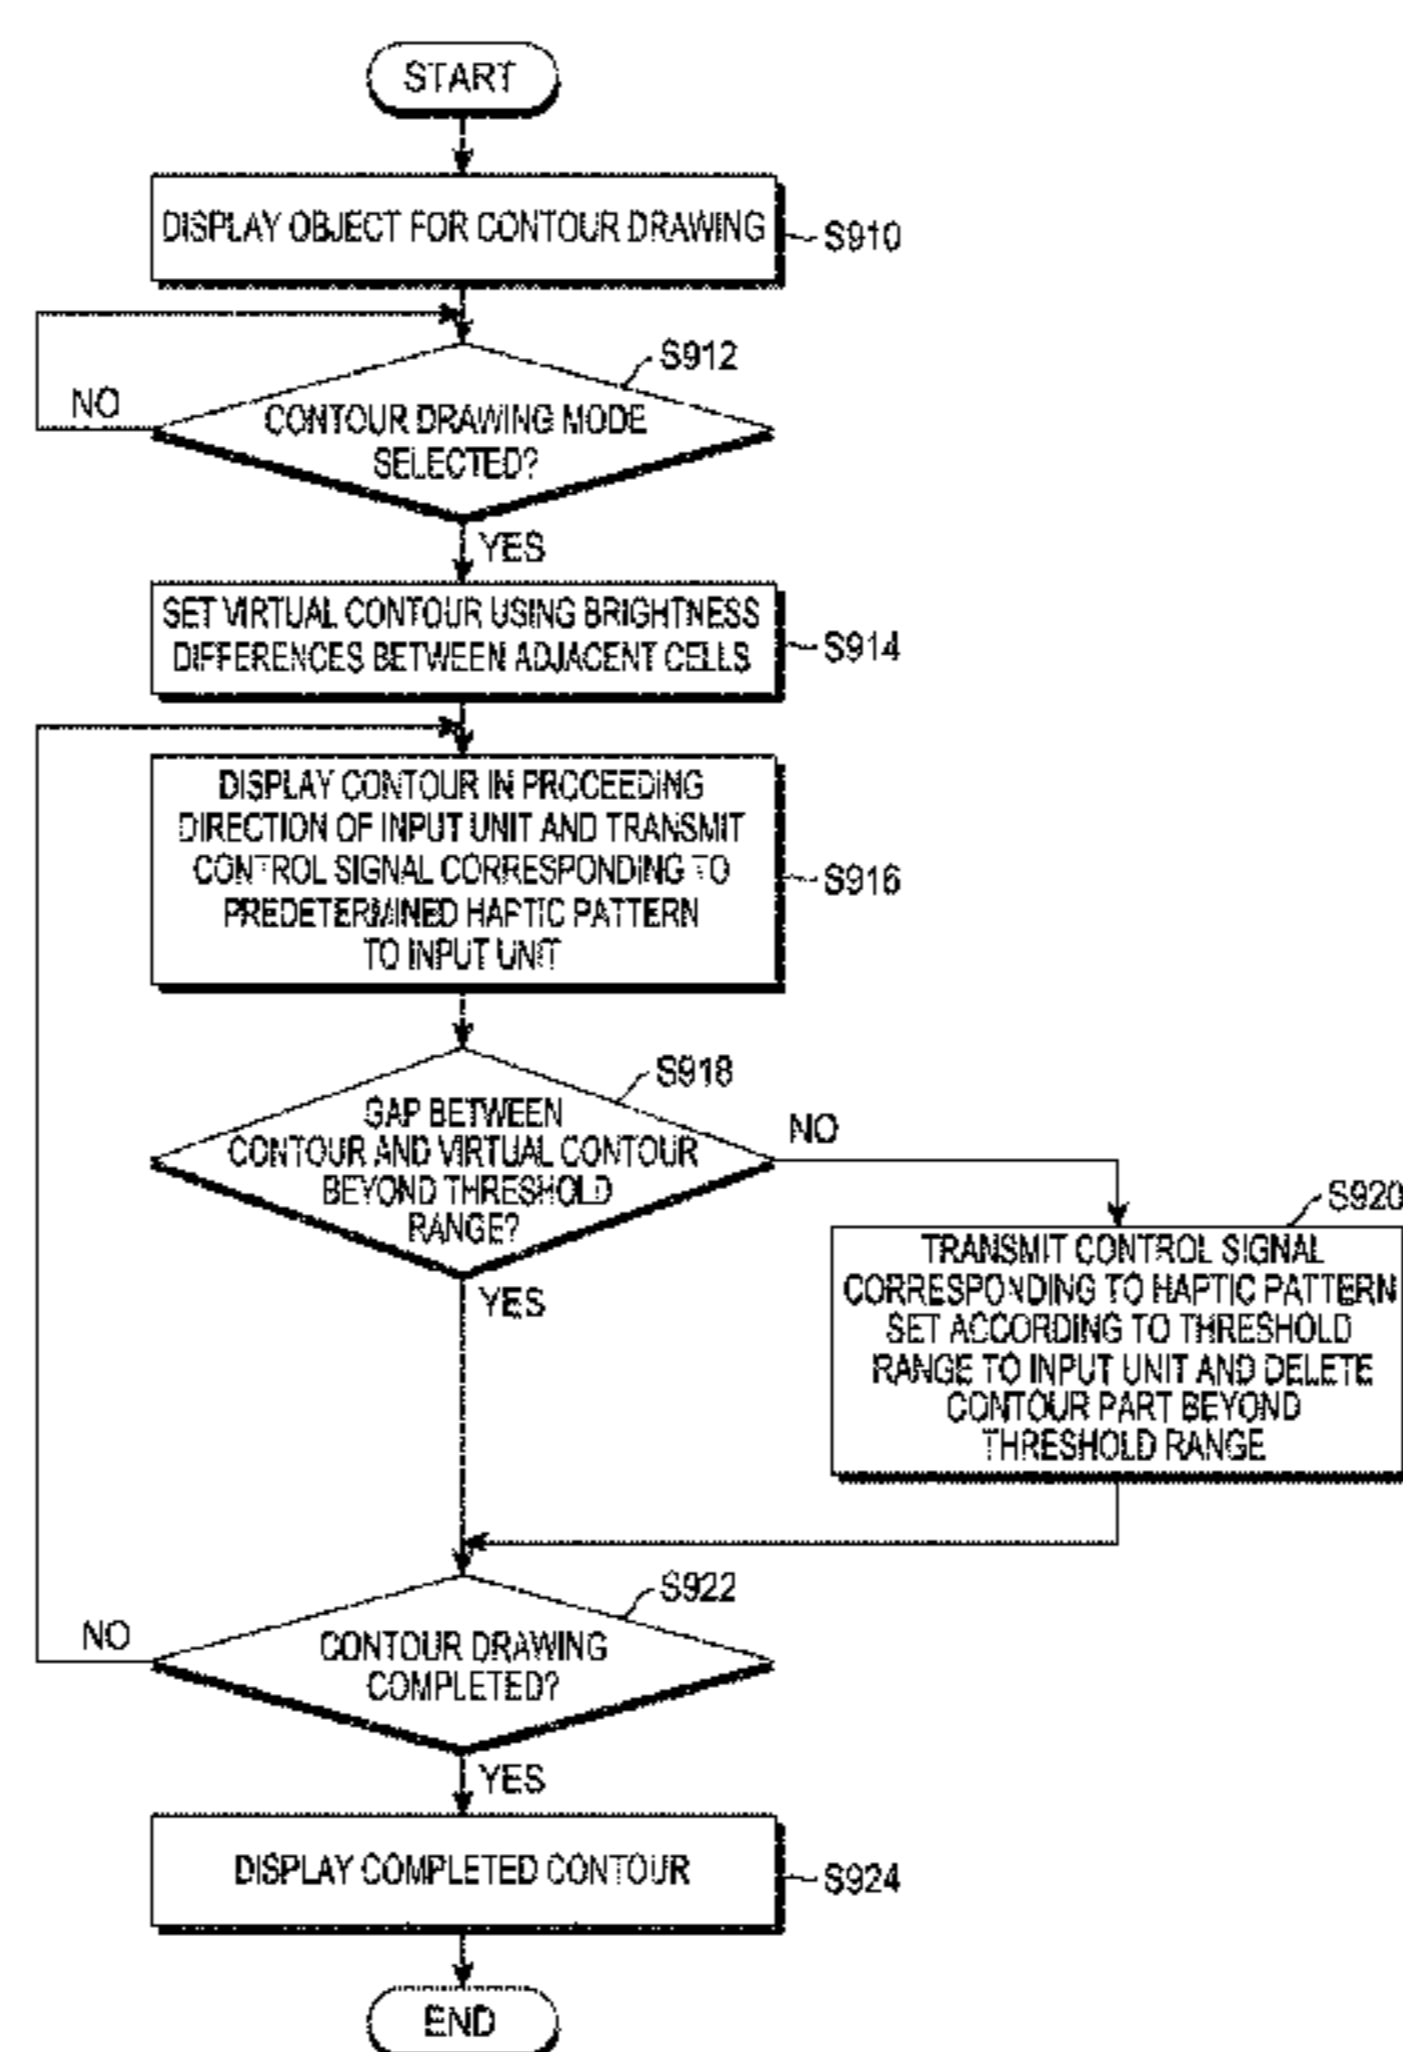 START
DISPLAY OBJECT FOR CONTOUR DRAWING
S910
S912
NO
CONTOUR DRAWING MODE
SELECTED?
YES
SET VIRTUAL CONTOUR USING BRIGHTNESS
DIFFERENCES BETWEEN ADJACENT CELLS
S914
DISPLAY CONTOUR IN PROCEEDING
DIRECTION OF INPUT UNIT AND TRANSMIT
CONTROL SIGNAL CORRESPONDING TO
PREDETERMINED HAPTIC PATTERN
TO INPUT UNIT
S916
S918
GAP BETWEEN
CONTOUR AND VIRTUAL CONTOUR
BEYOND THRESHOLD
RANGE?
NO
YES
S920
TRANSMIT CONTROL SIGNAL
CORRESPONDING TO HAPTIC PATTERN
SET ACCORDING TO THRESHOLD
RANGE TO INPUT UNIT AND DELETE
CONTOUR PART BEYOND
THRESHOLD RANGE
S922
NO
CONTOUR DRAWING
COMPLETED?
YES
DISPLAY COMPLETED CONTOUR
S924
END